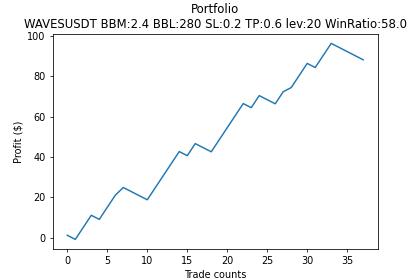 Portfolio
WAVESUSDT BBM:2.4 BBL:280 SL:0.2 TP:0.6 lev:20 WinRatio:58.0
100
80
60
40
20
0
Profit ($)
0 5 10 15 20 25 30 35
Trade counts